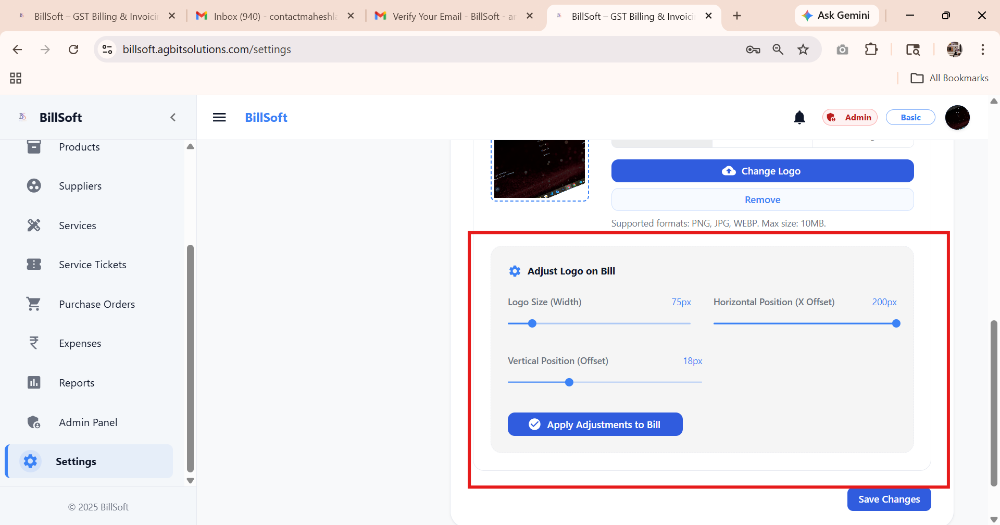 BillSoft – GST Billing & Invoici
Inbox (940) - contactmaheshla
Verify Your Email - BillSoft - ar
BillSoft – GST Billing & Invoici
Ask Gemini
billsoft.agbitsolutions.com/settings
All Bookmarks
BillSoft
BillSoft
Admin
Basic
Products
Suppliers
Services
Service Tickets
Purchase Orders
Expenses
Reports
Admin Panel
Settings
© 2025 BillSoft
Change Logo
Remove
Supported formats: PNG, JPG, WEBP. Max size: 10MB.
Adjust Logo on Bill
Logo Size (Width) 75px
Horizontal Position (X Offset) 200px
Vertical Position (Offset) 18px
Apply Adjustments to Bill
Save Changes